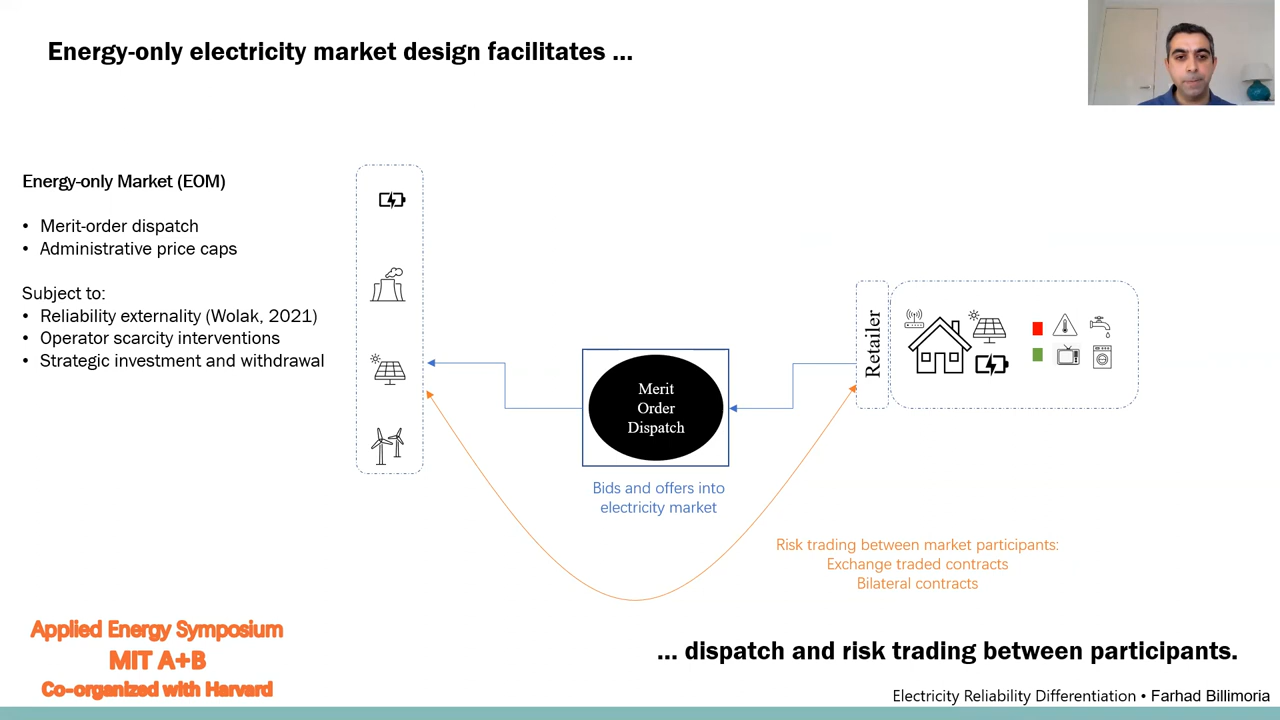 Energy-only electricity market design facilitates ...
Energy-only Market (EOM)
• Merit-order dispatch
• Administrative price caps
Subject to:
• Reliability externality (Wolak, 2021)
• Operator scarcity interventions
• Strategic investment and withdrawal
Merit
Order
Dispatch
Bids and offers into
electricity market
Retailer
Risk trading between market participants:
Exchange traded contracts
Bilateral contracts
Applied Energy Symposium
MIT A+B
Co-organized with Harvard
... dispatch and risk trading between participants.
Electricity Reliability Differentiation • Farhad Billimoria